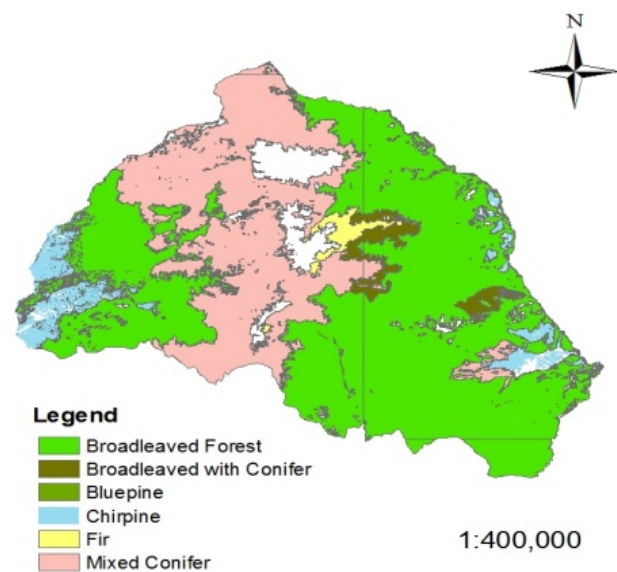 N
Legend
Broadleaved Forest
Broadleaved with Conifer
Bluepine
Chirpine
Fir
Mixed Conifer
1:400,000